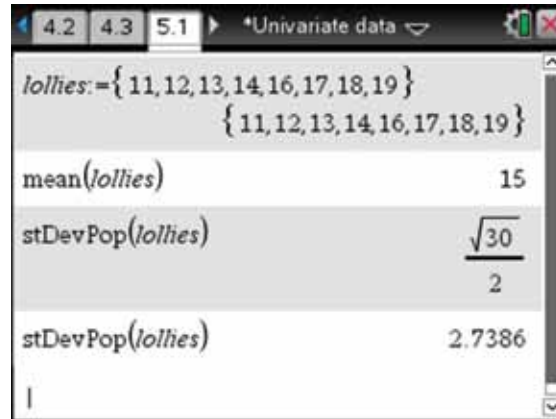 4.2 4.3 5.1 *Univariate data
lollies:={11,12,13,14,16,17,18,19}
{11,12,13,14,16,17,18,19}
mean(lollies) 15
stDevPop(lollies) √30
2
stDevPop(lollies) 2.7386